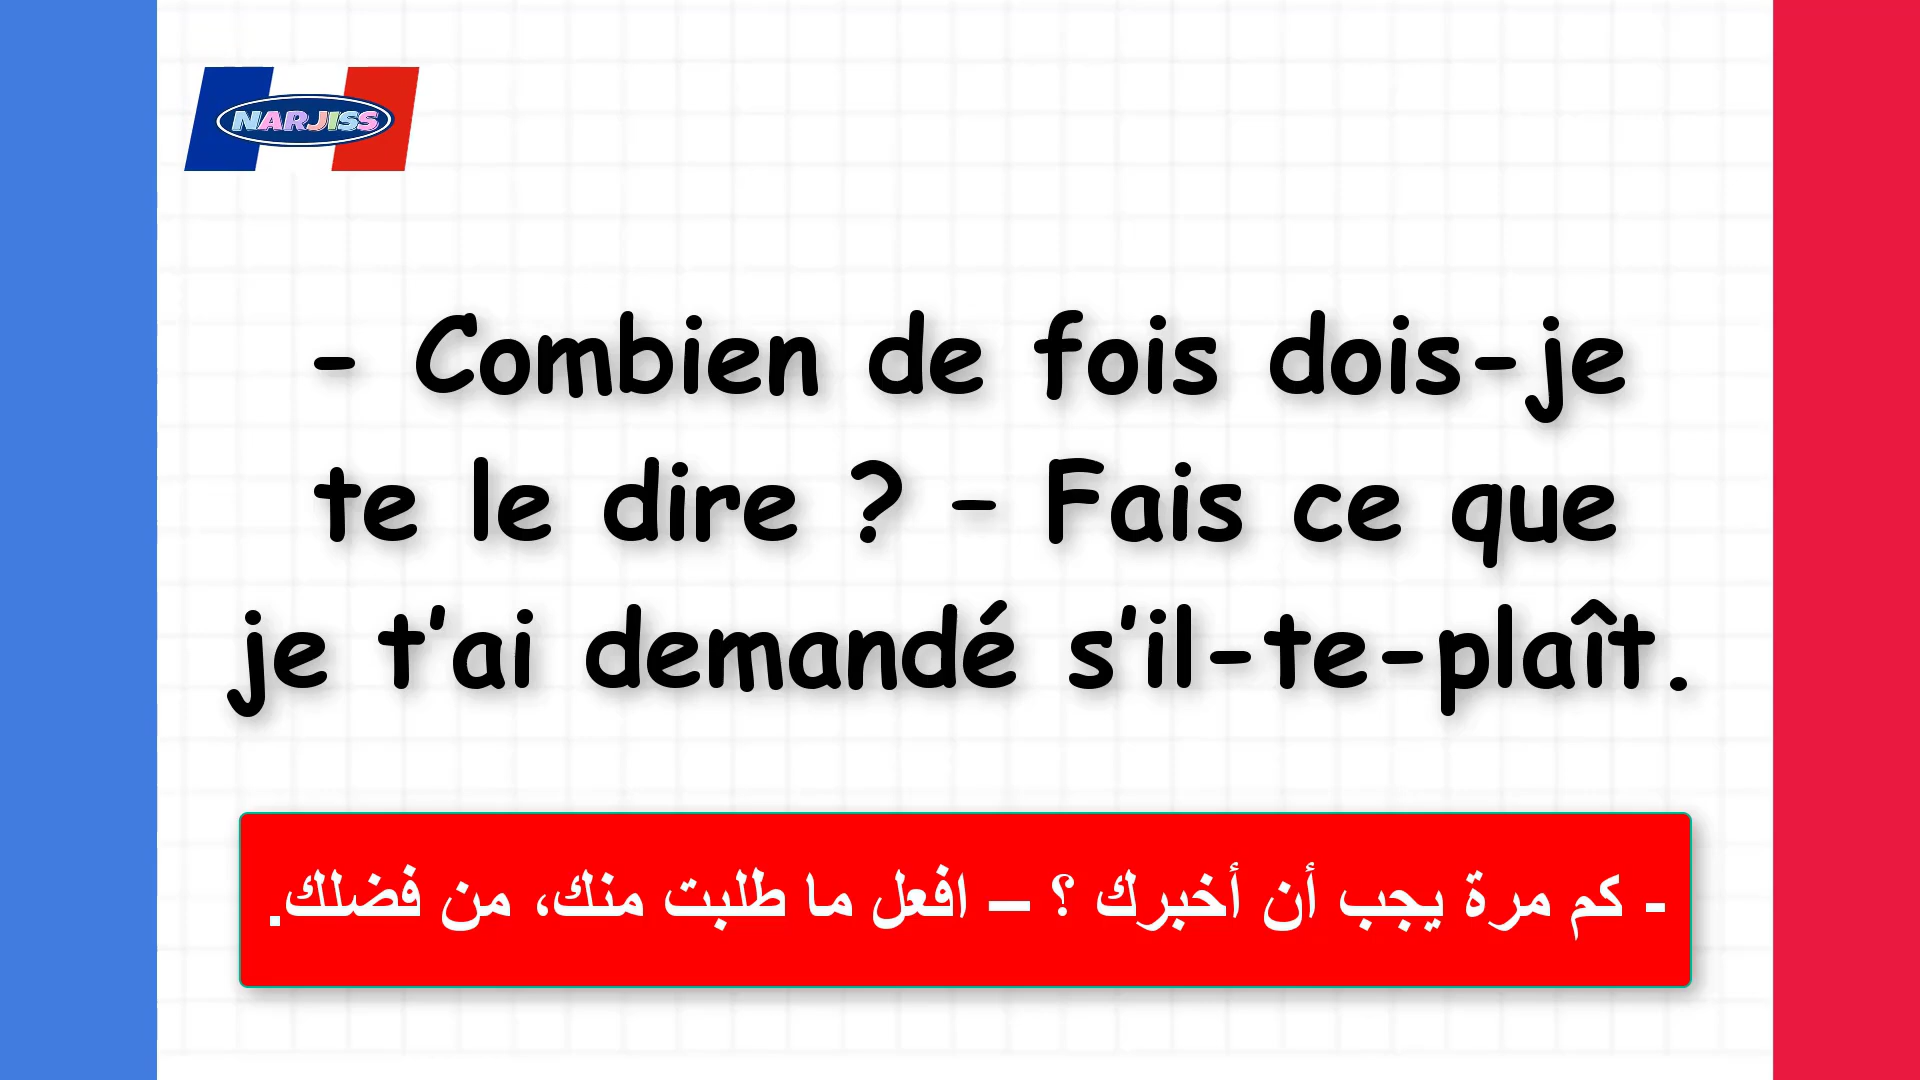 NARJISS
- Combien de fois dois-je
te le dire ? – Fais ce que
je t’ai demandé s’il-te-plaît.
- كم مرة يجب أن أخبرك ؟ – افعل ما طلبت منك، من فضلك.